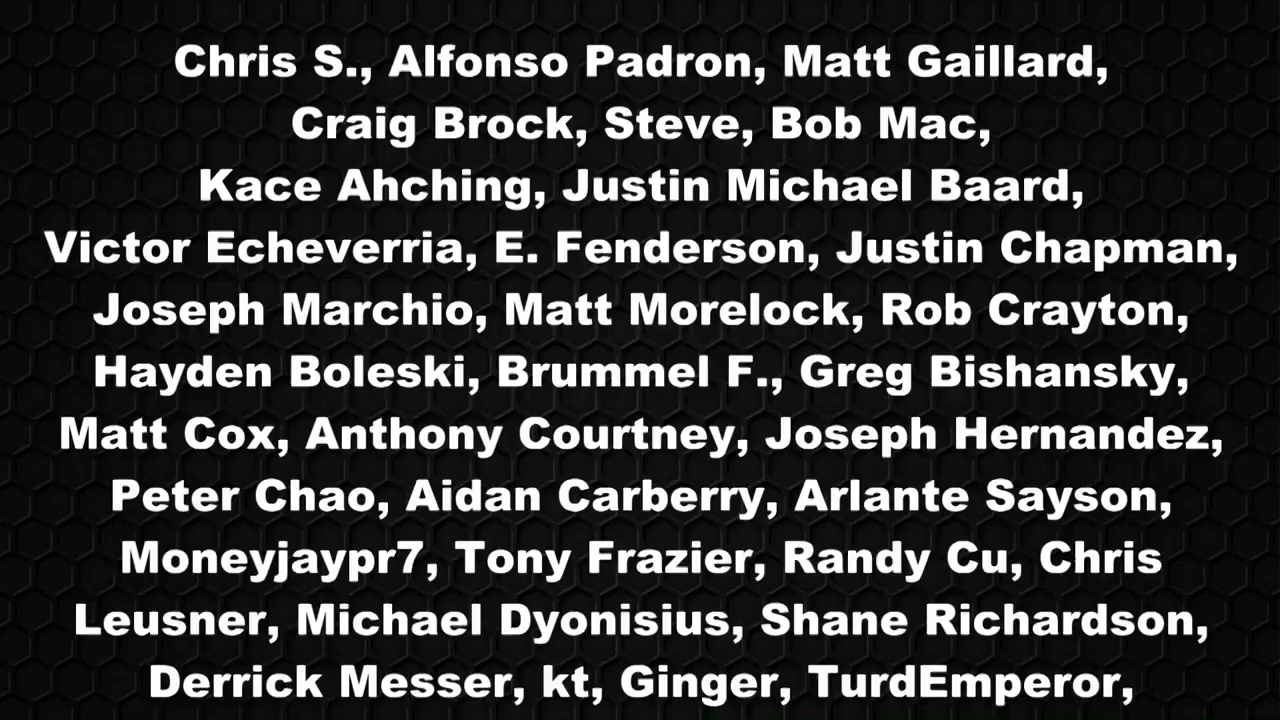 Chris S., Alfonso Padron, Matt Gaillard,
Craig Brock, Steve, Bob Mac,
Kace Ahching, Justin Michael Baard,
Victor Echeverria, E. Fenderson, Justin Chapman,
Joseph Marchio, Matt Morelock, Rob Crayton,
Hayden Boleski, Brummel F., Greg Bishansky,
Matt Cox, Anthony Courtney, Joseph Hernandez,
Peter Chao, Aidan Carberry, Arlante Sayson,
Moneyjaypr7, Tony Frazier, Randy Cu, Chris
Leusner, Michael Dyonisius, Shane Richardson,
Derrick Messer, kt, Ginger, TurdEmperor,